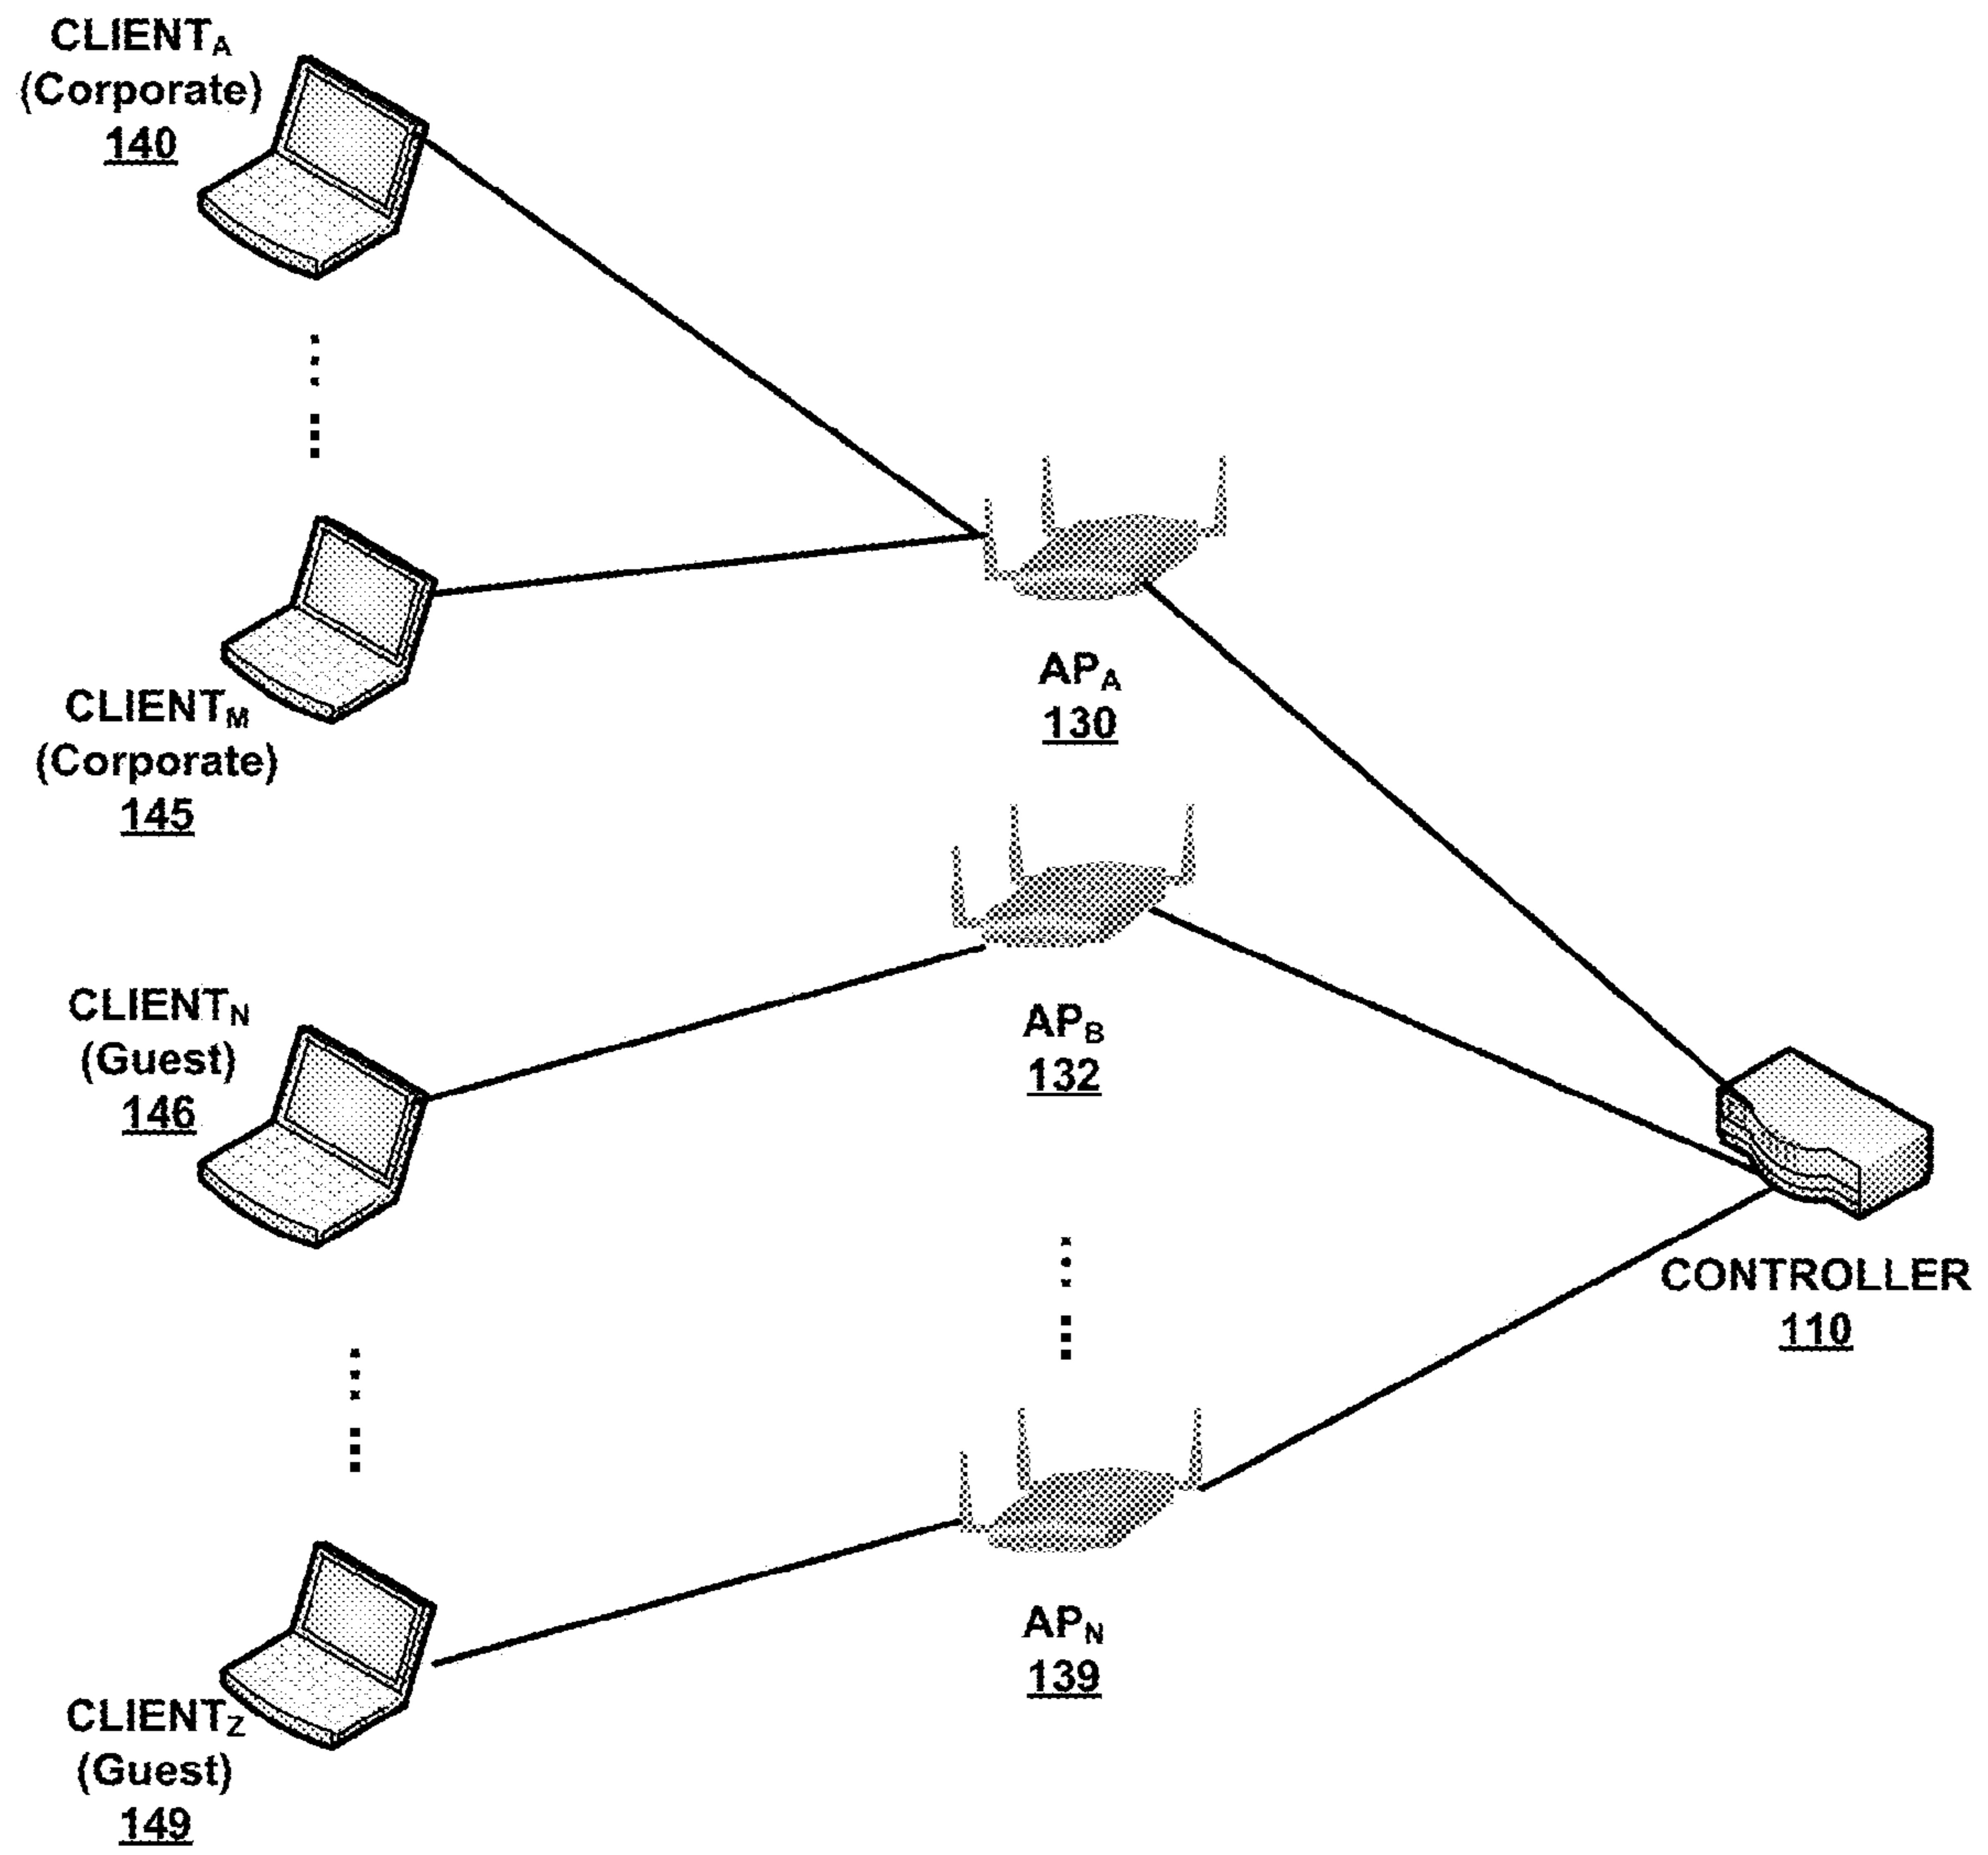 CLIENTA
(Corporate)
140
CLIENTM
(Corporate)
145
CLIENTN
(Guest)
146
CLIENTZ
(Guest)
149
APA
130
APB
132
APN
139
CONTROLLER
110